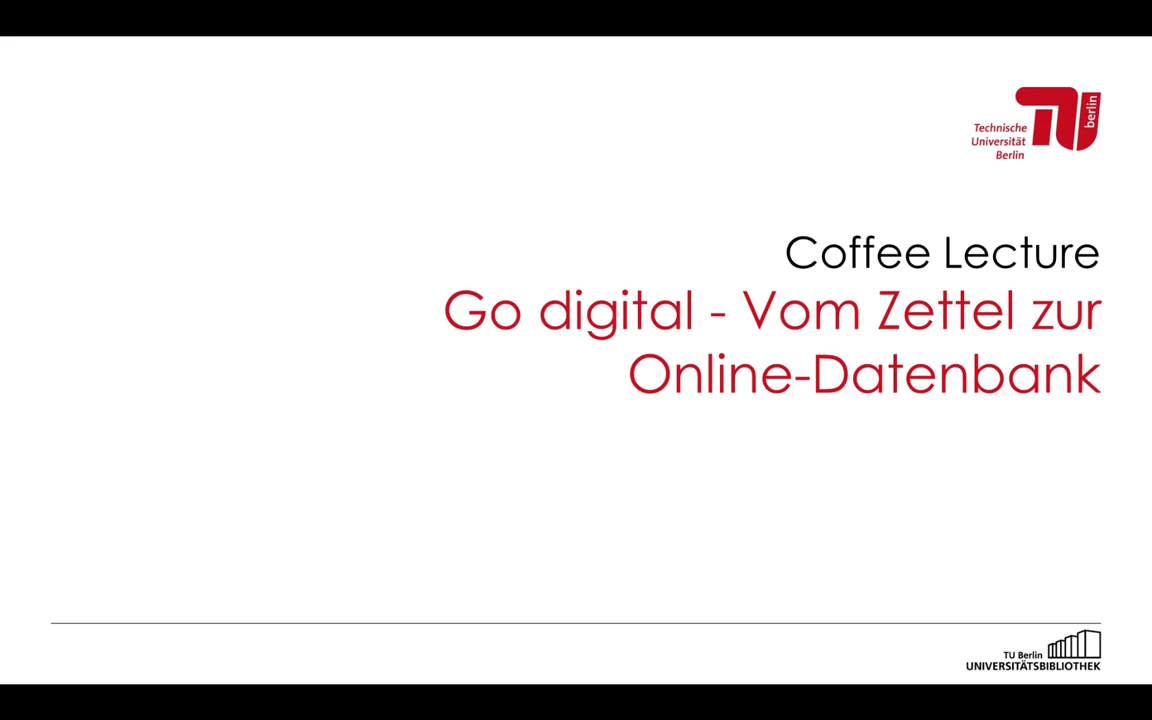 berlin
Technische
Universität
Berlin
Coffee Lecture
Go digital - Vom Zettel zur
Online-Datenbank
TU Berlin
UNIVERSITÄTSBIBLIOTHEK